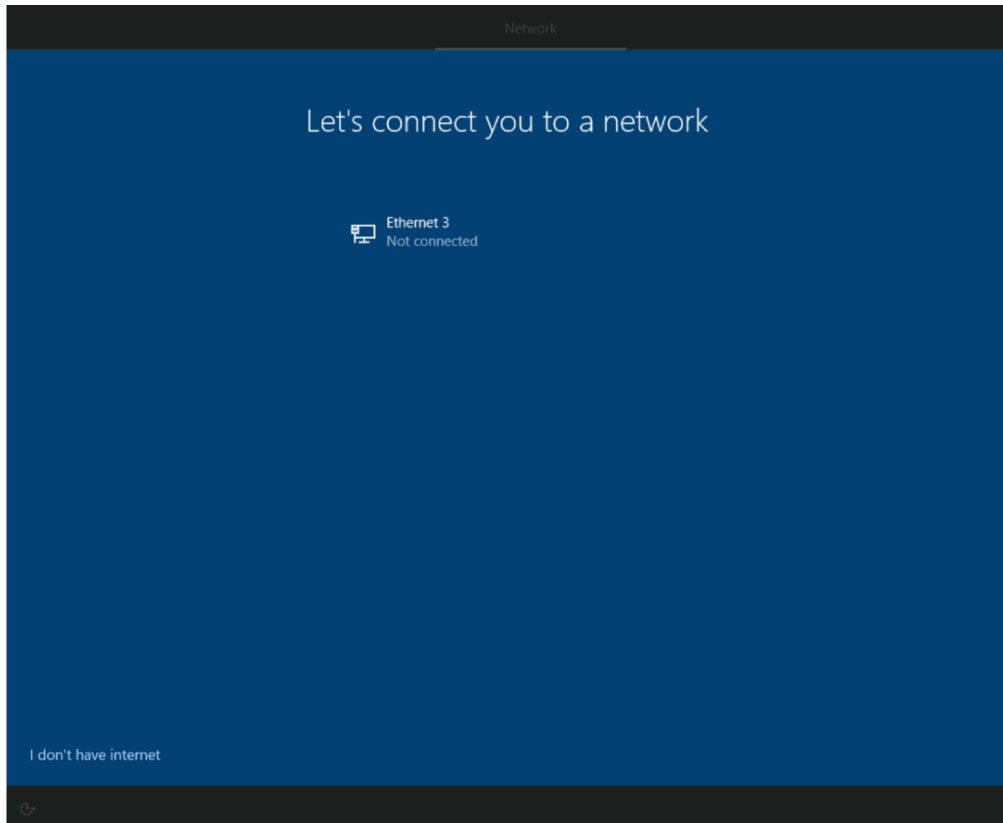 Network
Let's connect you to a network
Ethernet 3
Not connected
I don't have internet